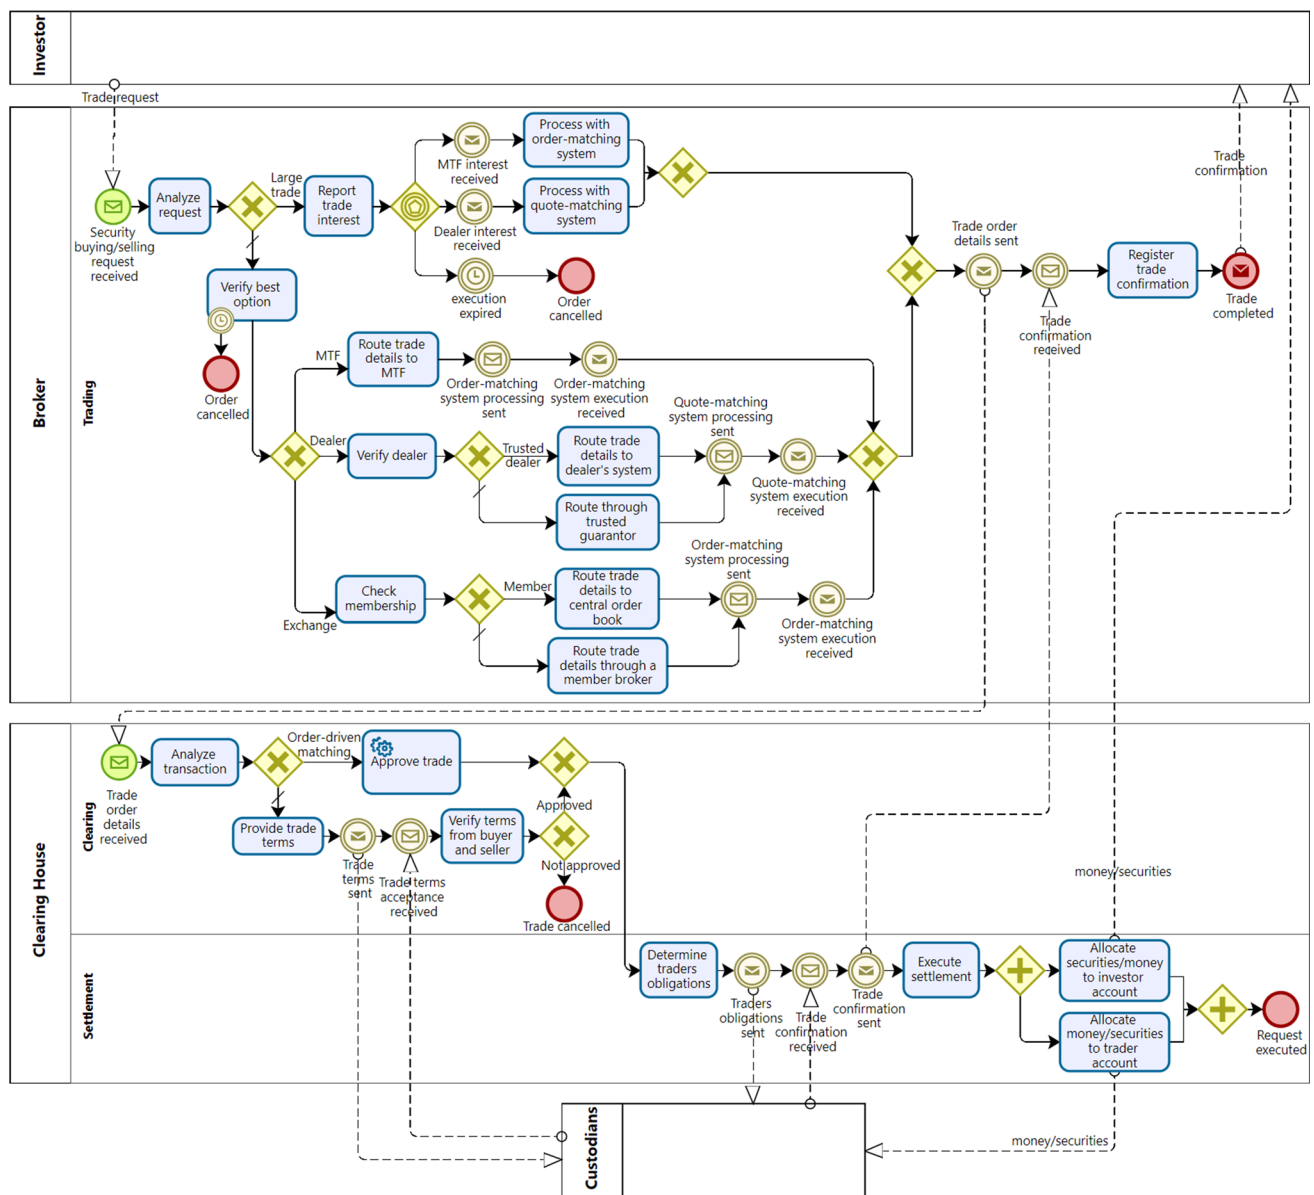 Investor
Trade request
Broker
Trading
Security
buying/selling
request
received
Analyze
request
Large
trade
Report
trade
interest
MTF interest
received
Process with
order-matching
system
Dealer interest
received
Process with
quote-matching
system
execution
expired
Order
cancelled
Verify best
option
Order
cancelled
MTF
Route trade
details to
MTF
Order-matching
system processing
sent
Order-matching
system execution
received
Dealer
Verify dealer
Trusted
dealer
Route trade
details to
dealer's system
Quote-matching
system processing
sent
Quote-matching
system execution
received
Route through
trusted
guarantor
Exchange
Check
membership
Member
Route trade
details to
central order
book
Order-matching
system processing
sent
Order-matching
system execution
received
Route trade
details through a
member broker
Trade order
details sent
Trade
confirmation
received
Register
trade
confirmation
Trade
confirmation
Trade
completed
Clearing House
Clearing
Trade
order
details
received
Analyze
transaction
Order-driven
matching
Approve trade
Provide trade
terms
Trade
terms
sent
Trade terms
acceptance
received
Verify terms
from buyer
and seller
Approved
Not approved
Trade cancelled
Settlement
Determine
traders
obligations
Traders
obligations
sent
Trade
confirmation
received
Trade
confirmation
sent
Execute
settlement
money/securities
Allocate
securities/money
to investor
account
Allocate
money/securities
to trader
account
Request
executed
money/securities
Custodians